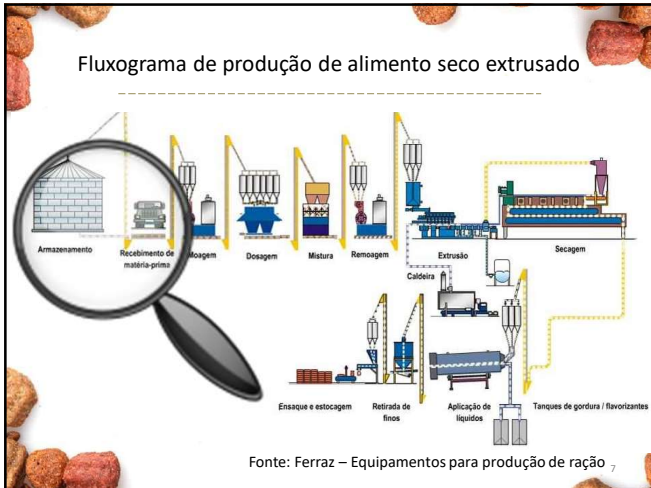 Fluxograma de produção de alimento seco extrusado
Armazenamento
Recebimento de
matéria-prima
Moagem
Dosagem
Mistura
Remoagem
Caldeira
Extrusão
Secagem
Ensaque e estocagem
Retirada de
finos
Aplicação de
líquidos
Tanques de gordura / flavorizantes
Fonte: Ferraz – Equipamentos para produção de ração
7